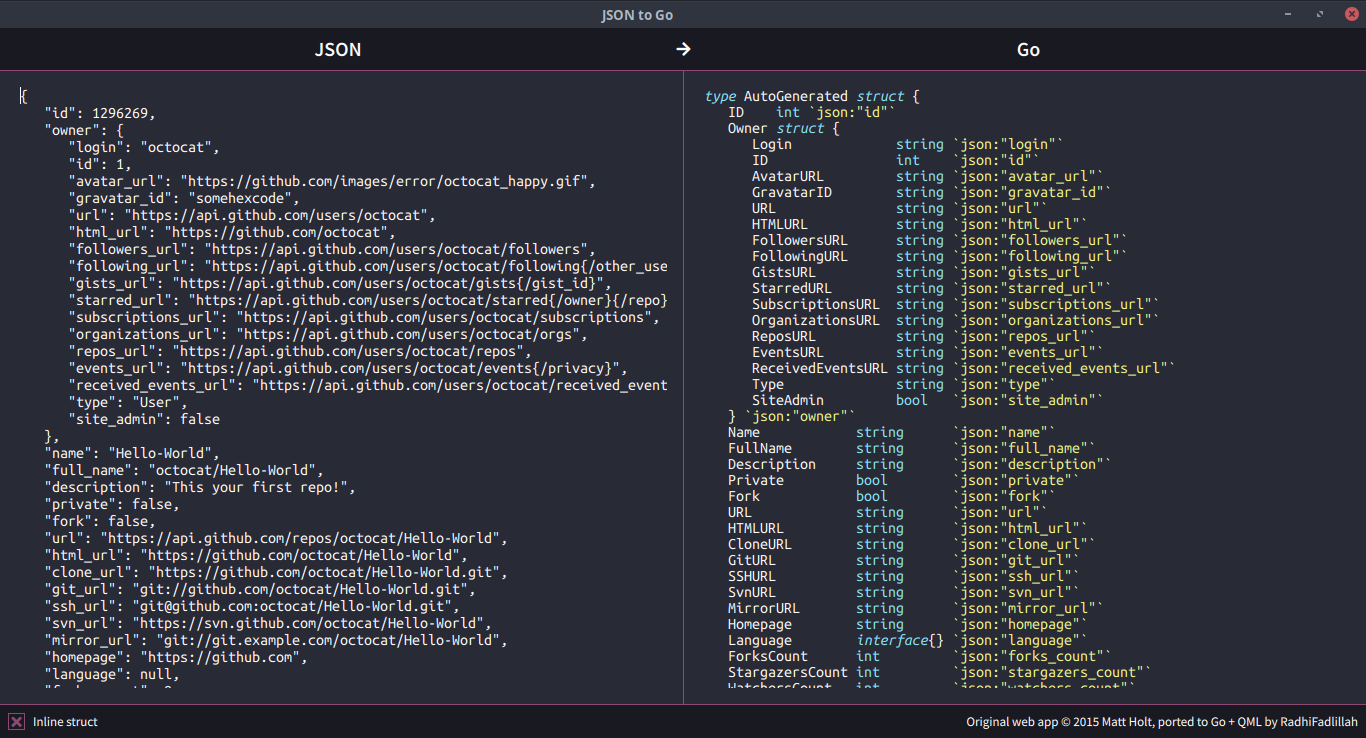 JSON to Go
JSON
→
Go
{
"id": 1296269,
"owner": {
"login": "octocat",
"id": 1,
"avatar_url": "https://github.com/images/error/octocat_happy.gif",
"gravatar_id": "somehexcode",
"url": "https://api.github.com/users/octocat",
"html_url": "https://github.com/octocat",
"followers_url": "https://api.github.com/users/octocat/followers",
"following_url": "https://api.github.com/users/octocat/following{/other_use
"gists_url": "https://api.github.com/users/octocat/gists{/gist_id}",
"starred_url": "https://api.github.com/users/octocat/starred{/owner}{/repo}
"subscriptions_url": "https://api.github.com/users/octocat/subscriptions",
"organizations_url": "https://api.github.com/users/octocat/orgs",
"repos_url": "https://api.github.com/users/octocat/repos",
"events_url": "https://api.github.com/users/octocat/events{/privacy}",
"received_events_url": "https://api.github.com/users/octocat/received_event
"type": "User",
"site_admin": false
},
"name": "Hello-World",
"full_name": "octocat/Hello-World",
"description": "This your first repo!",
"private": false,
"fork": false,
"url": "https://api.github.com/repos/octocat/Hello-World",
"html_url": "https://github.com/octocat/Hello-World",
"clone_url": "https://github.com/octocat/Hello-World.git",
"git_url": "git://github.com/octocat/Hello-World.git",
"ssh_url": "git@github.com:octocat/Hello-World.git",
"svn_url": "https://svn.github.com/octocat/Hello-World",
"mirror_url": "git://git.example.com/octocat/Hello-World",
"homepage": "https://github.com",
"language": null,
type AutoGenerated struct {
ID int `json:"id"`
Owner struct {
Login string `json:"login"`
ID int `json:"id"`
AvatarURL string `json:"avatar_url"`
GravatarID string `json:"gravatar_id"`
URL string `json:"url"`
HTMLURL string `json:"html_url"`
FollowersURL string `json:"followers_url"`
FollowingURL string `json:"following_url"`
GistsURL string `json:"gists_url"`
StarredURL string `json:"starred_url"`
SubscriptionsURL string `json:"subscriptions_url"`
OrganizationsURL string `json:"organizations_url"`
ReposURL string `json:"repos_url"`
EventsURL string `json:"events_url"`
ReceivedEventsURL string `json:"received_events_url"`
Type string `json:"type"`
SiteAdmin bool `json:"site_admin"`
} `json:"owner"`
Name string `json:"name"`
FullName string `json:"full_name"`
Description string `json:"description"`
Private bool `json:"private"`
Fork bool `json:"fork"`
URL string `json:"url"`
HTMLURL string `json:"html_url"`
CloneURL string `json:"clone_url"`
GitURL string `json:"git_url"`
SSHURL string `json:"ssh_url"`
SvnURL string `json:"svn_url"`
MirrorURL string `json:"mirror_url"`
Homepage string `json:"homepage"`
Language interface{} `json:"language"`
ForksCount int `json:"forks_count"`
StargazersCount int `json:"stargazers_count"`
WatchersCount int `json:"watchers_count"`
Inline struct
Original web app © 2015 Matt Holt, ported to Go + QML by RadhiFadlillah